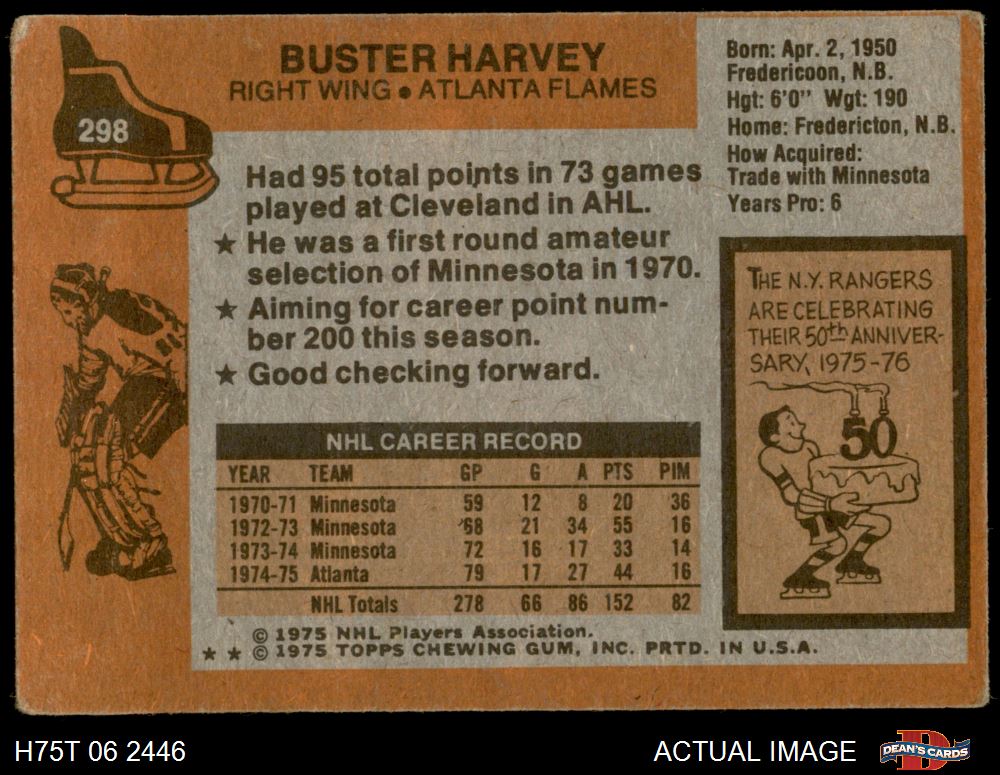 298
BUSTER HARVEY
RIGHT WING • ATLANTA FLAMES
Born: Apr. 2, 1950
Fredericoon, N.B.
Hgt: 6'0" Wgt: 190
Home: Fredericton, N.B.
How Acquired:
Trade with Minnesota
Years Pro: 6
Had 95 total points in 73 games
played at Cleveland in AHL.
★ He was a first round amateur
selection of Minnesota in 1970.
★ Aiming for career point num-
ber 200 this season.
★ Good checking forward.
THE N.Y. RANGERS
ARE CELEBRATING
THEIR 50th ANNIVER-
SARY, 1975-76
50
NHL CAREER RECORD
YEAR TEAM GP G A PTS PIM
1970-71 Minnesota 59 12 8 20 36
1972-73 Minnesota 68 21 34 55 16
1973-74 Minnesota 72 16 17 33 14
1974-75 Atlanta 79 17 27 44 16
NHL Totals 278 66 86 152 82
© 1975 NHL Players Association.
★ ★ © 1975 TOPPS CHEWING GUM, INC. PRTD. IN U.S.A.
H75T 06 2446
ACTUAL IMAGE
D
DEAN'S CARDS